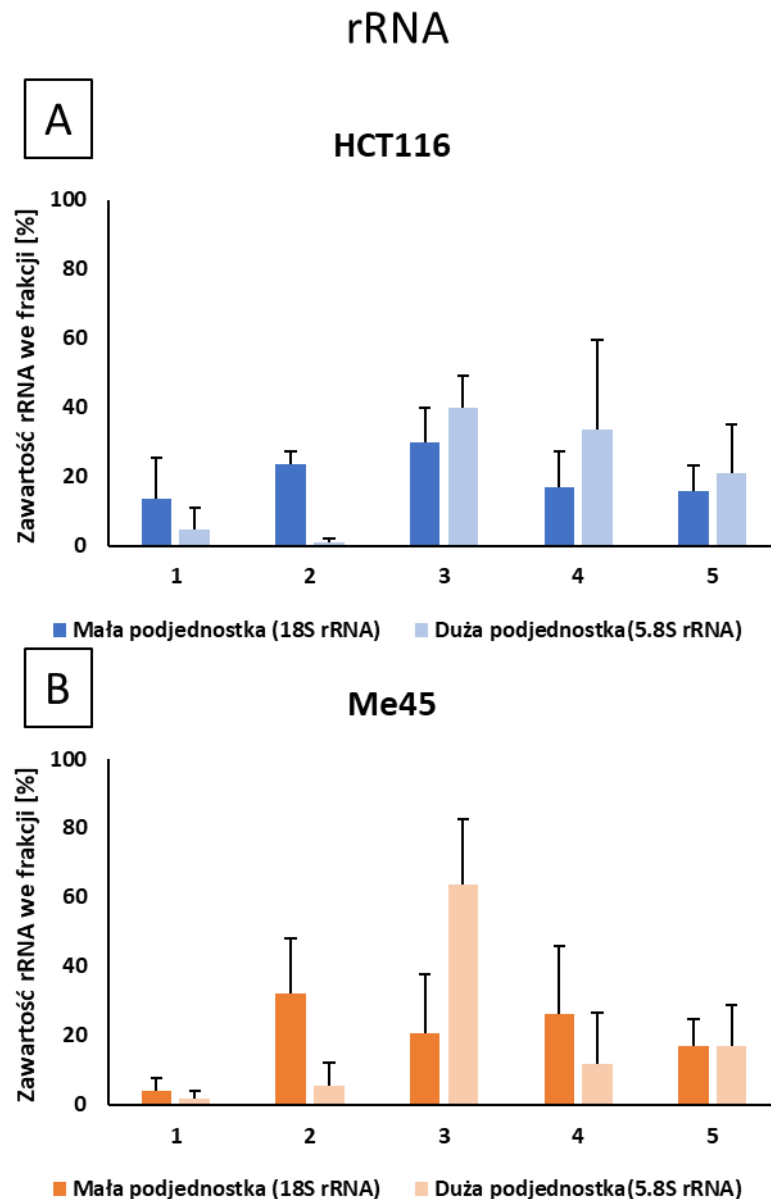 rRNA
A
HCT116
Zawartość rRNA we frakcji [%]
100
80
60
40
20
0
1 2 3 4 5
Mała podjednostka (18S rRNA) Duża podjednostka (5.8S rRNA)
B
Me45
Zawartość rRNA we frakcji [%]
100
80
60
40
20
0
1 2 3 4 5
Mała podjednostka (18S rRNA) Duża podjednostka (5.8S rRNA)